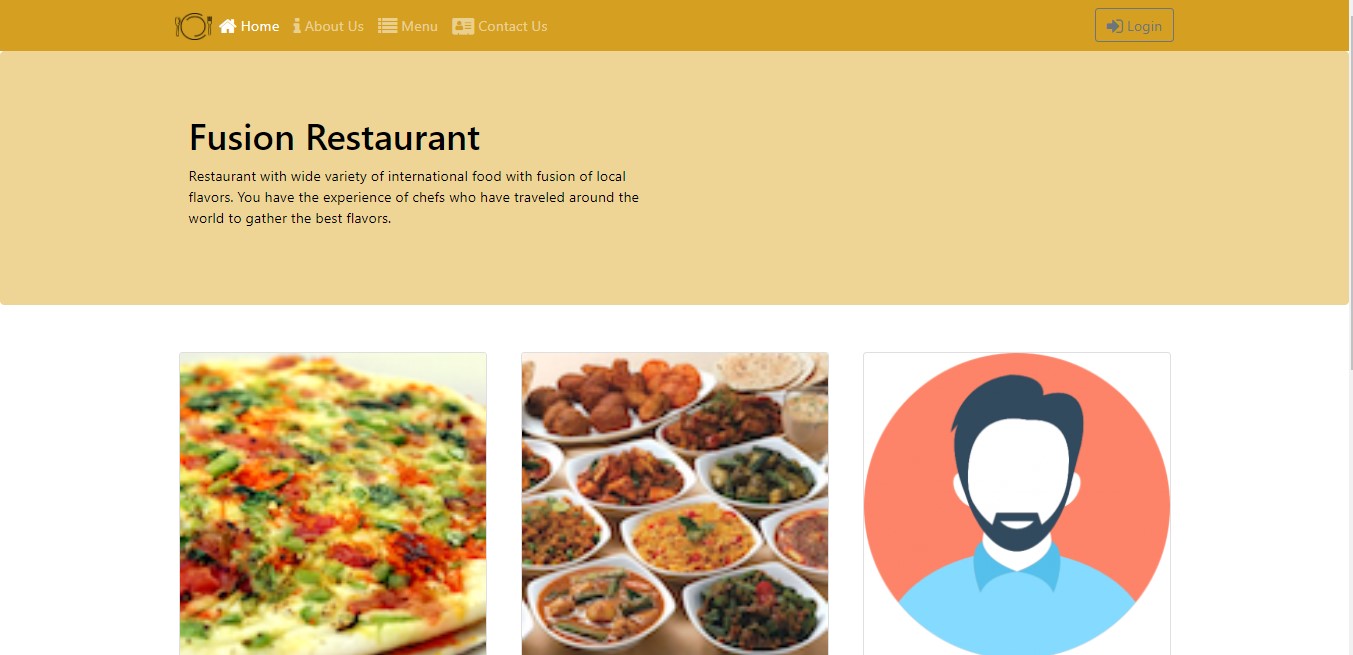 Home About Us Menu Contact Us Login
Fusion Restaurant
Restaurant with wide variety of international food with fusion of local
flavors. You have the experience of chefs who have traveled around the
world to gather the best flavors.